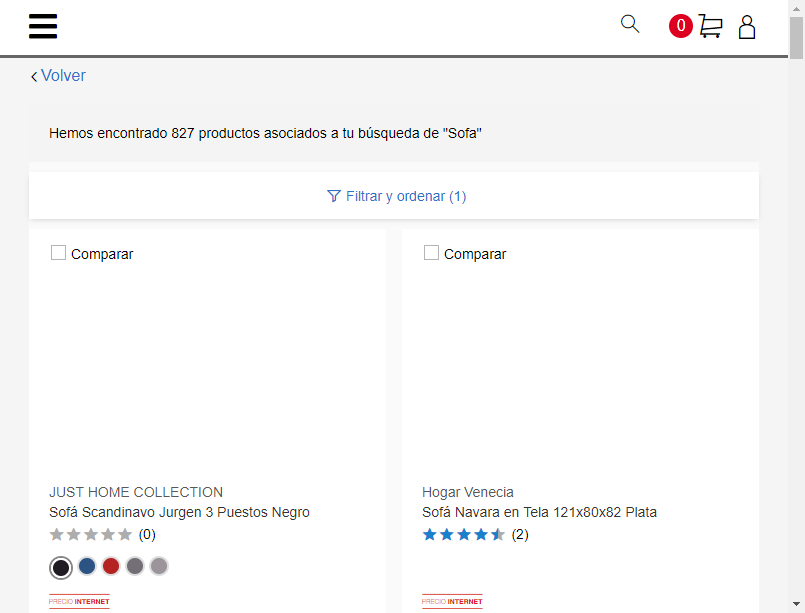 0
Volver
Hemos encontrado 827 productos asociados a tu búsqueda de "Sofa"
Filtrar y ordenar (1)
Comparar
Comparar
JUST HOME COLLECTION
Sofá Scandinavo Jurgen 3 Puestos Negro
(0)
PRECIO INTERNET
Hogar Venecia
Sofá Navara en Tela 121x80x82 Plata
(2)
PRECIO INTERNET